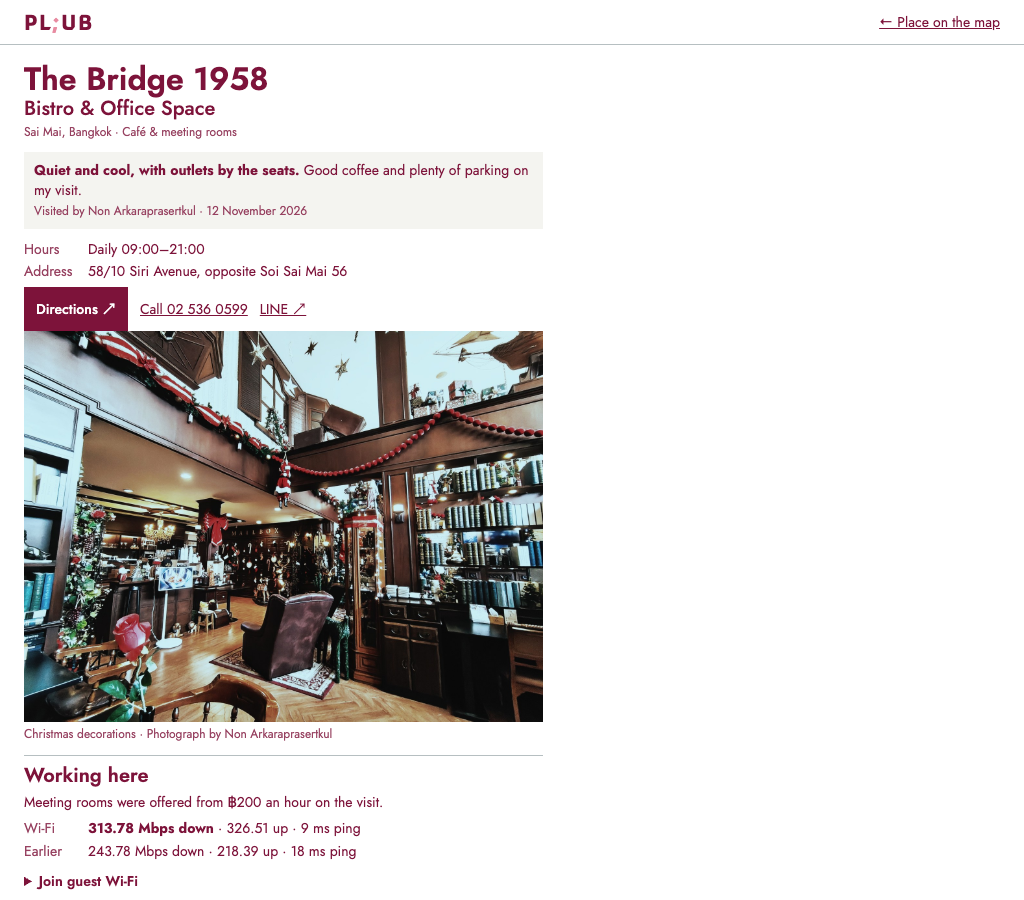 PL;UB
← Place on the map
The Bridge 1958
Bistro & Office Space
Sai Mai, Bangkok · Café & meeting rooms
Quiet and cool, with outlets by the seats. Good coffee and plenty of parking on
my visit.
Visited by Non Arkaraprasertkul · 12 November 2026
Hours Daily 09:00–21:00
Address 58/10 Siri Avenue, opposite Soi Sai Mai 56
Directions ↗ Call 02 536 0599 LINE ↗
MAILBOX
Christmas decorations · Photograph by Non Arkaraprasertkul
Working here
Meeting rooms were offered from ฿200 an hour on the visit.
Wi-Fi 313.78 Mbps down · 326.51 up · 9 ms ping
Earlier 243.78 Mbps down · 218.39 up · 18 ms ping
▶ Join guest Wi-Fi